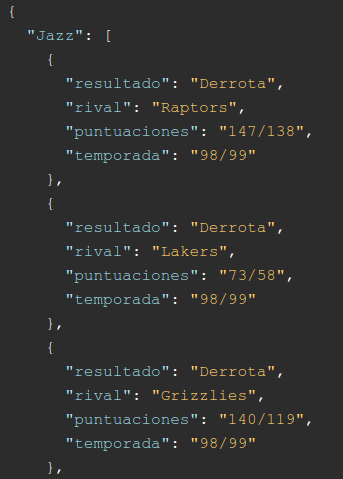 {
"Jazz": [
{
"resultado": "Derrota",
"rival": "Raptors",
"puntuaciones": "147/138",
"temporada": "98/99"
},
{
"resultado": "Derrota",
"rival": "Lakers",
"puntuaciones": "73/58",
"temporada": "98/99"
},
{
"resultado": "Derrota",
"rival": "Grizzlies",
"puntuaciones": "140/119",
"temporada": "98/99"
},